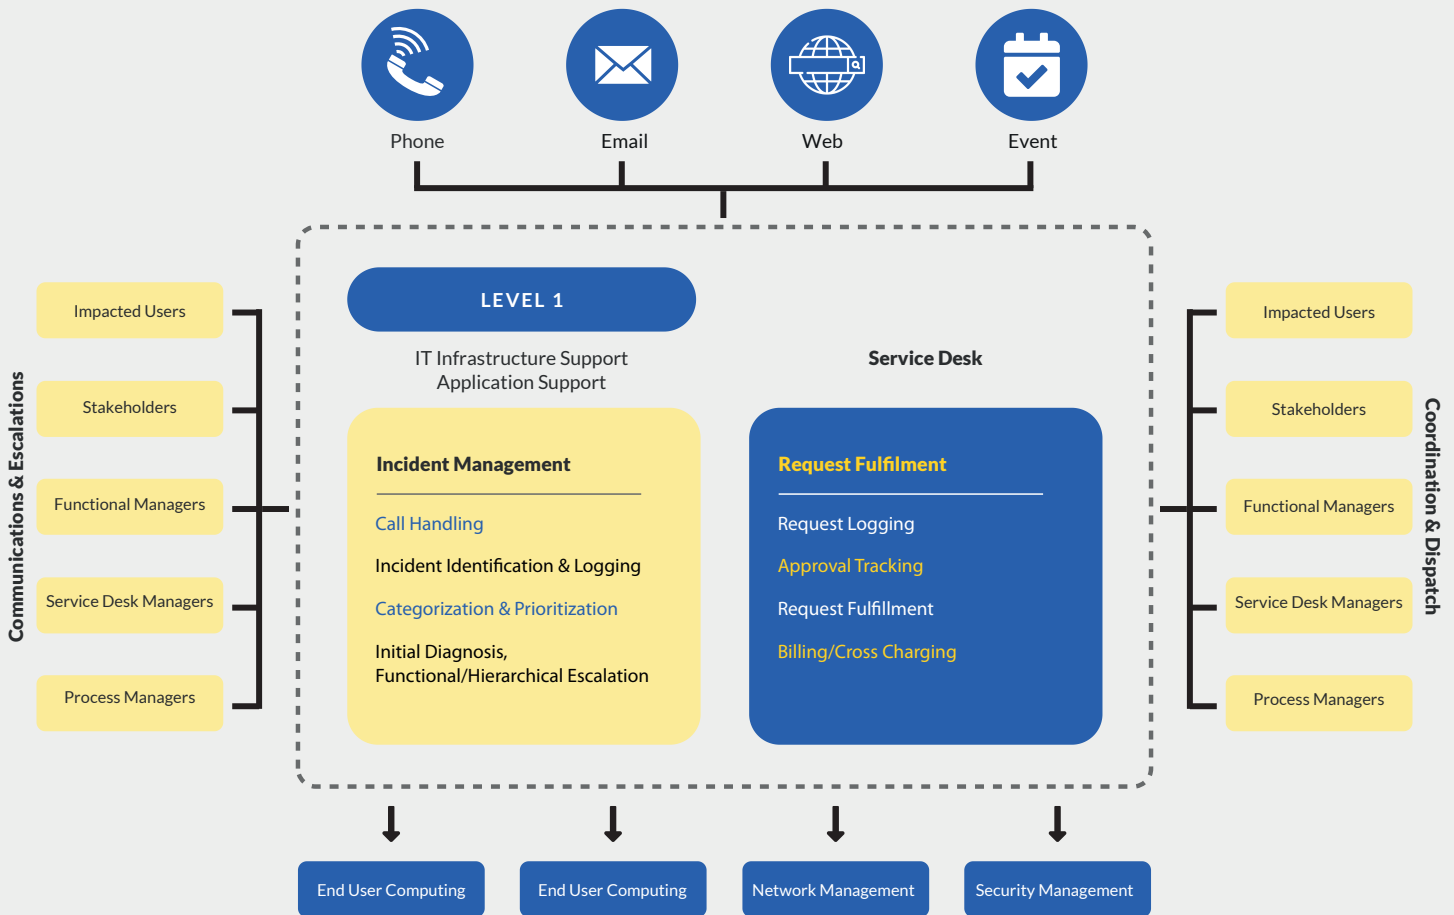 Phone
Email
Web
Event
Communications & Escalations
Impacted Users
Stakeholders
Functional Managers
Service Desk Managers
Process Managers
LEVEL 1
IT Infrastructure Support
Application Support
Incident Management
Call Handling
Incident Identification & Logging
Categorization & Prioritization
Initial Diagnosis,
Functional/Hierarchical Escalation
Service Desk
Request Fulfilment
Request Logging
Approval Tracking
Request Fulfillment
Billing/Cross Charging
Impacted Users
Stakeholders
Functional Managers
Service Desk Managers
Process Managers
Coordination & Dispatch
End User Computing
End User Computing
Network Management
Security Management